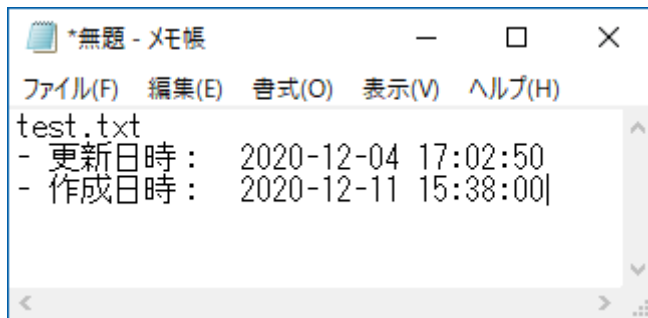 *無題 - メモ帳
ファイル(F) 編集(E) 書式(O) 表示(V) ヘルプ(H)
test.txt
- 更新日時： 2020-12-04 17:02:50
- 作成日時： 2020-12-11 15:38:00